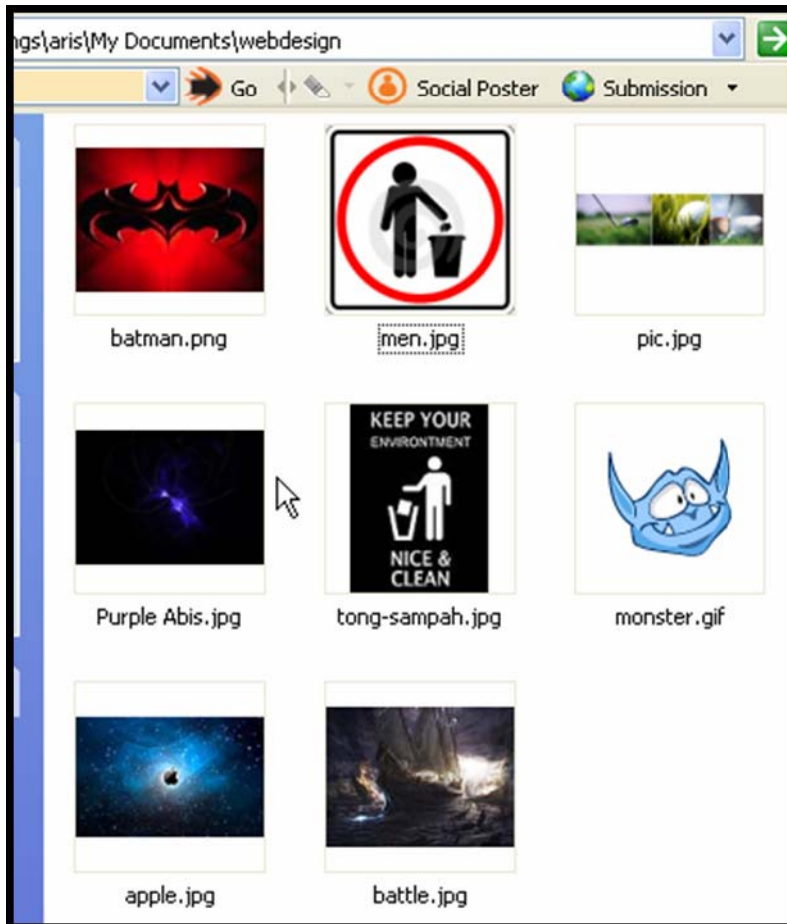 ngs\aris\My Documents\webdesign
Go Social Poster Submission
batman.png men.jpg pic.jpg
KEEP YOUR
ENVIRONTMENT
NICE &
CLEAN
Purple Abis.jpg tong-sampah.jpg monster.gif
apple.jpg battle.jpg